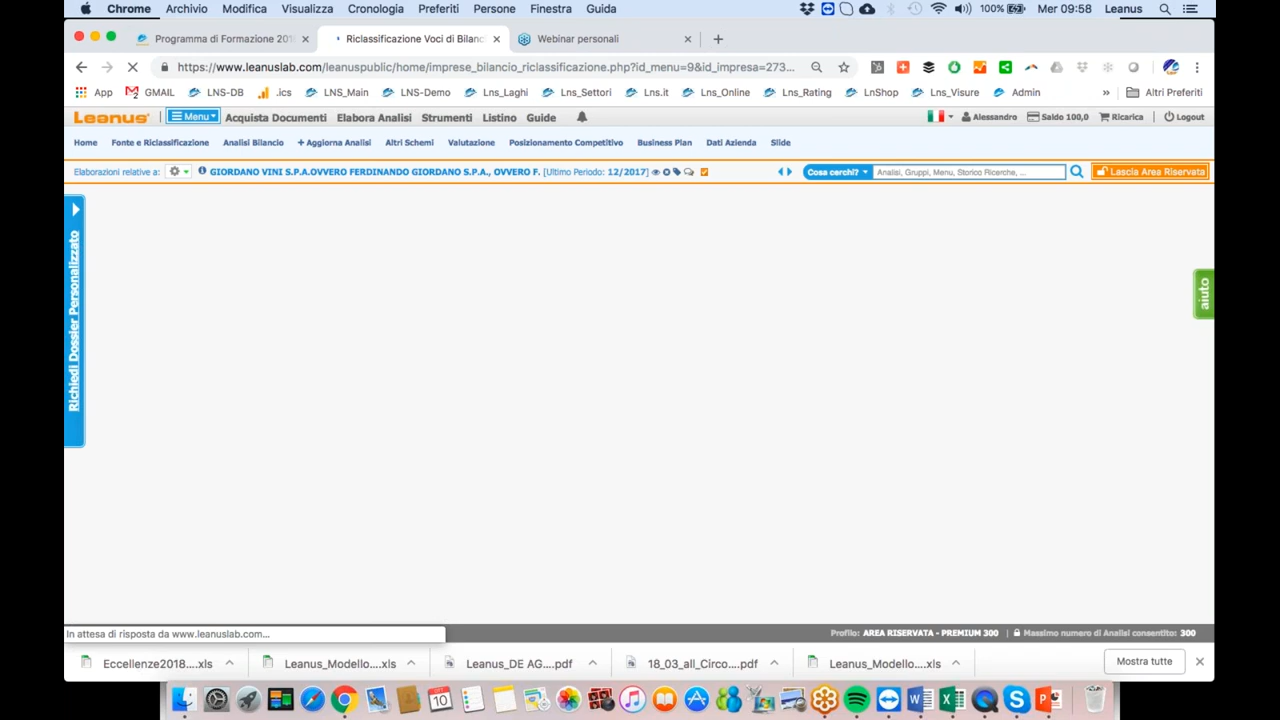 Chrome Archivio Modifica Visualizza Cronologia Preferiti Persone Finestra Guida 100% Mer 09:58 Leanus
Programma di Formazione 201 Riclassificazione Voci di Bilanc Webinar personali
https://www.leanuslab.com/leanuspublic/home/imprese_bilancio_riclassificazione.php?id_menu=9&id_impresa=273...
App GMAIL LNS-DB .ics LNS_Main LNS-Demo Lns_Laghi Lns_Settori Lns.it Lns_Online Lns_Rating LnShop Lns_Visure Admin » Altri Preferiti
Leanus Menu Acquista Documenti Elabora Analisi Strumenti Listino Guide Alessandro Saldo 100,0 Ricarica Logout
Home Fonte e Riclassificazione Analisi Bilancio + Aggiorna Analisi Altri Schemi Valutazione Posizionamento Competitivo Business Plan Dati Azienda Slide
Elaborazioni relative a: GIORDANO VINI S.P.A.OVVERO FERDINANDO GIORDANO S.P.A., OVVERO F. [Ultimo Periodo: 12/2017] Cosa cerchi? Analisi, Gruppi, Menu, Storico Ricerche, ... Lascia Area Riservata
Richiedi Dossier Personalizzato
aiuto
In attesa di risposta da www.leanuslab.com...
Profilo: AREA RISERVATA - PREMIUM 300 | Massimo numero di Analisi consentito: 300
Eccellenze2018....xls Leanus_Modello....xls Leanus_DE AG....pdf 18_03_all_Circo....pdf Leanus_Modello....xls Mostra tutte
10